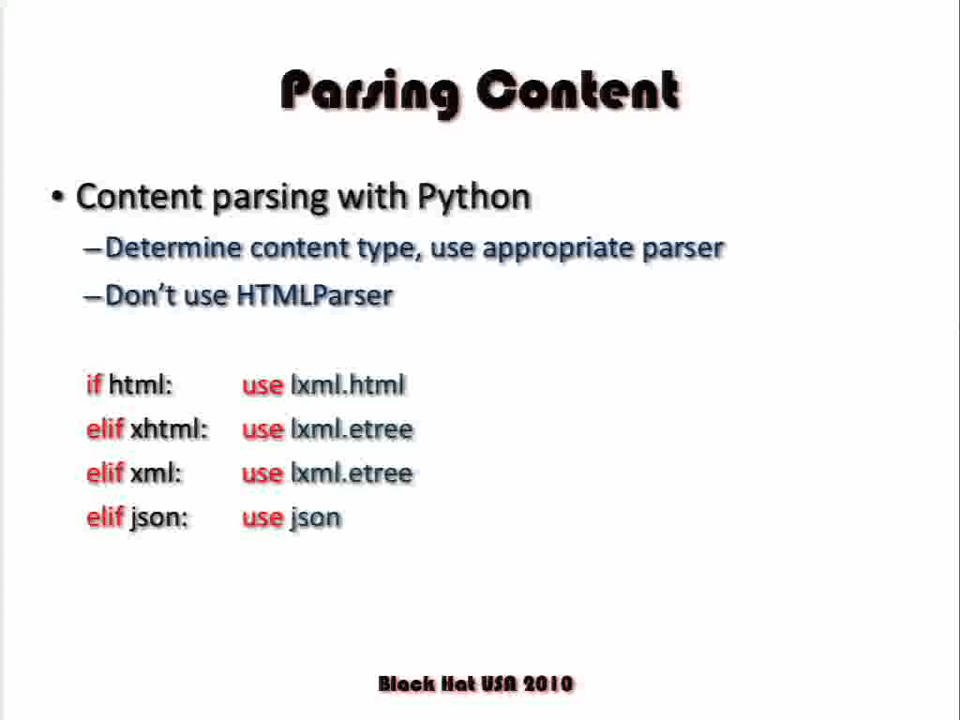 Parsing Content
• Content parsing with Python
–Determine content type, use appropriate parser
–Don't use HTMLParser
if html: use lxml.html
elif xhtml: use lxml.etree
elif xml: use lxml.etree
elif json: use json
Black Hat USA 2010